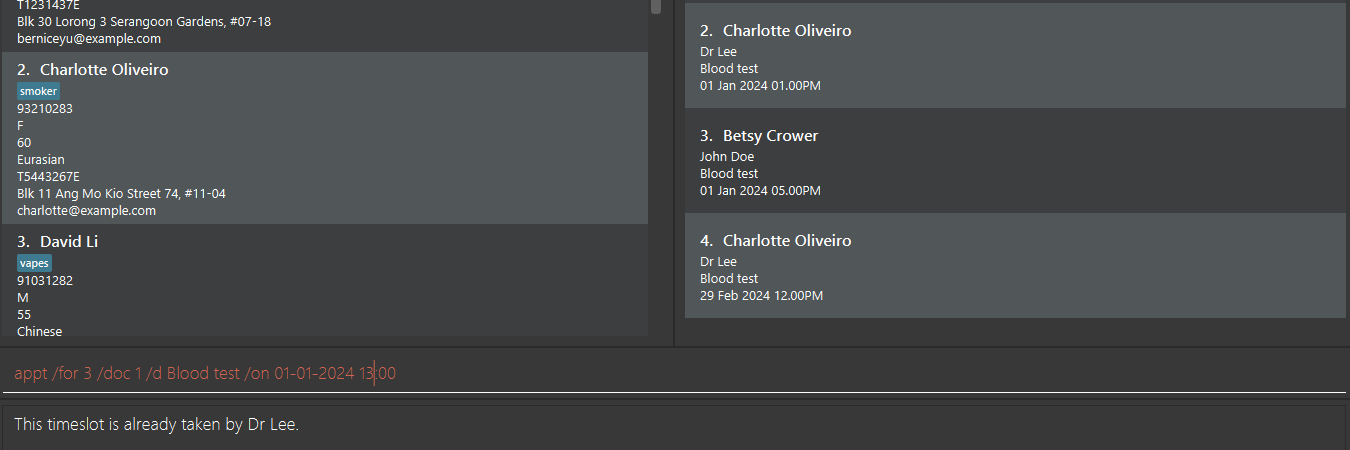 T1231437E
Blk 30 Lorong 3 Serangoon Gardens, #07-18
berniceyu@example.com
2. Charlotte Oliveiro
smoker
93210283
F
60
Eurasian
T5443267E
Blk 11 Ang Mo Kio Street 74, #11-04
charlotte@example.com
3. David Li
vapes
91031282
M
55
Chinese
2. Charlotte Oliveiro
Dr Lee
Blood test
01 Jan 2024 01.00PM
3. Betsy Crower
John Doe
Blood test
01 Jan 2024 05.00PM
4. Charlotte Oliveiro
Dr Lee
Blood test
29 Feb 2024 12.00PM
appt /for 3 /doc 1 /d Blood test /on 01-01-2024 13:00
This timeslot is already taken by Dr Lee.